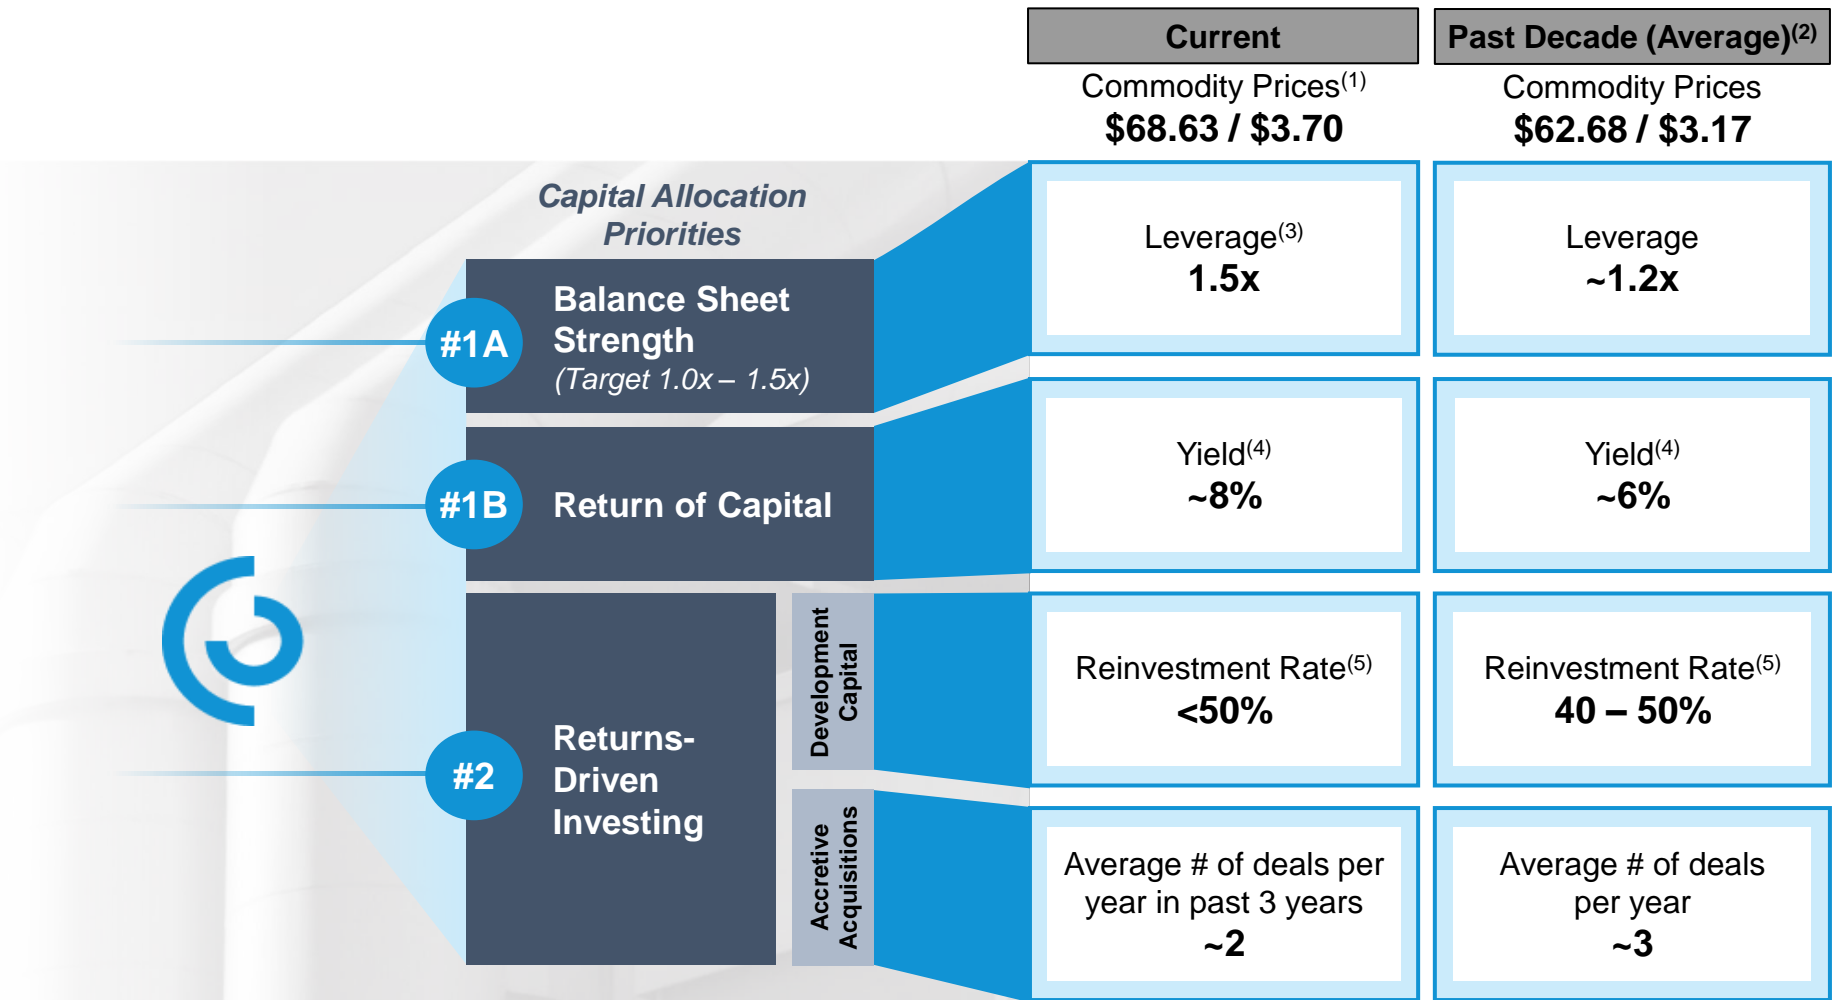 Current
Past Decade (Average)(2)
Commodity Prices(1)
$68.63 / $3.70
Commodity Prices
$62.68 / $3.17
Capital Allocation
Priorities
#1A
Balance Sheet
Strength
(Target 1.0x – 1.5x)
Leverage(3)
1.5x
Leverage
~1.2x
#1B
Return of Capital
Yield(4)
~8%
Yield(4)
~6%
#2
Returns-
Driven
Investing
Development
Capital
Reinvestment Rate(5)
<50%
Reinvestment Rate(5)
40 – 50%
Accretive
Acquisitions
Average # of deals per
year in past 3 years
~2
Average # of deals
per year
~3